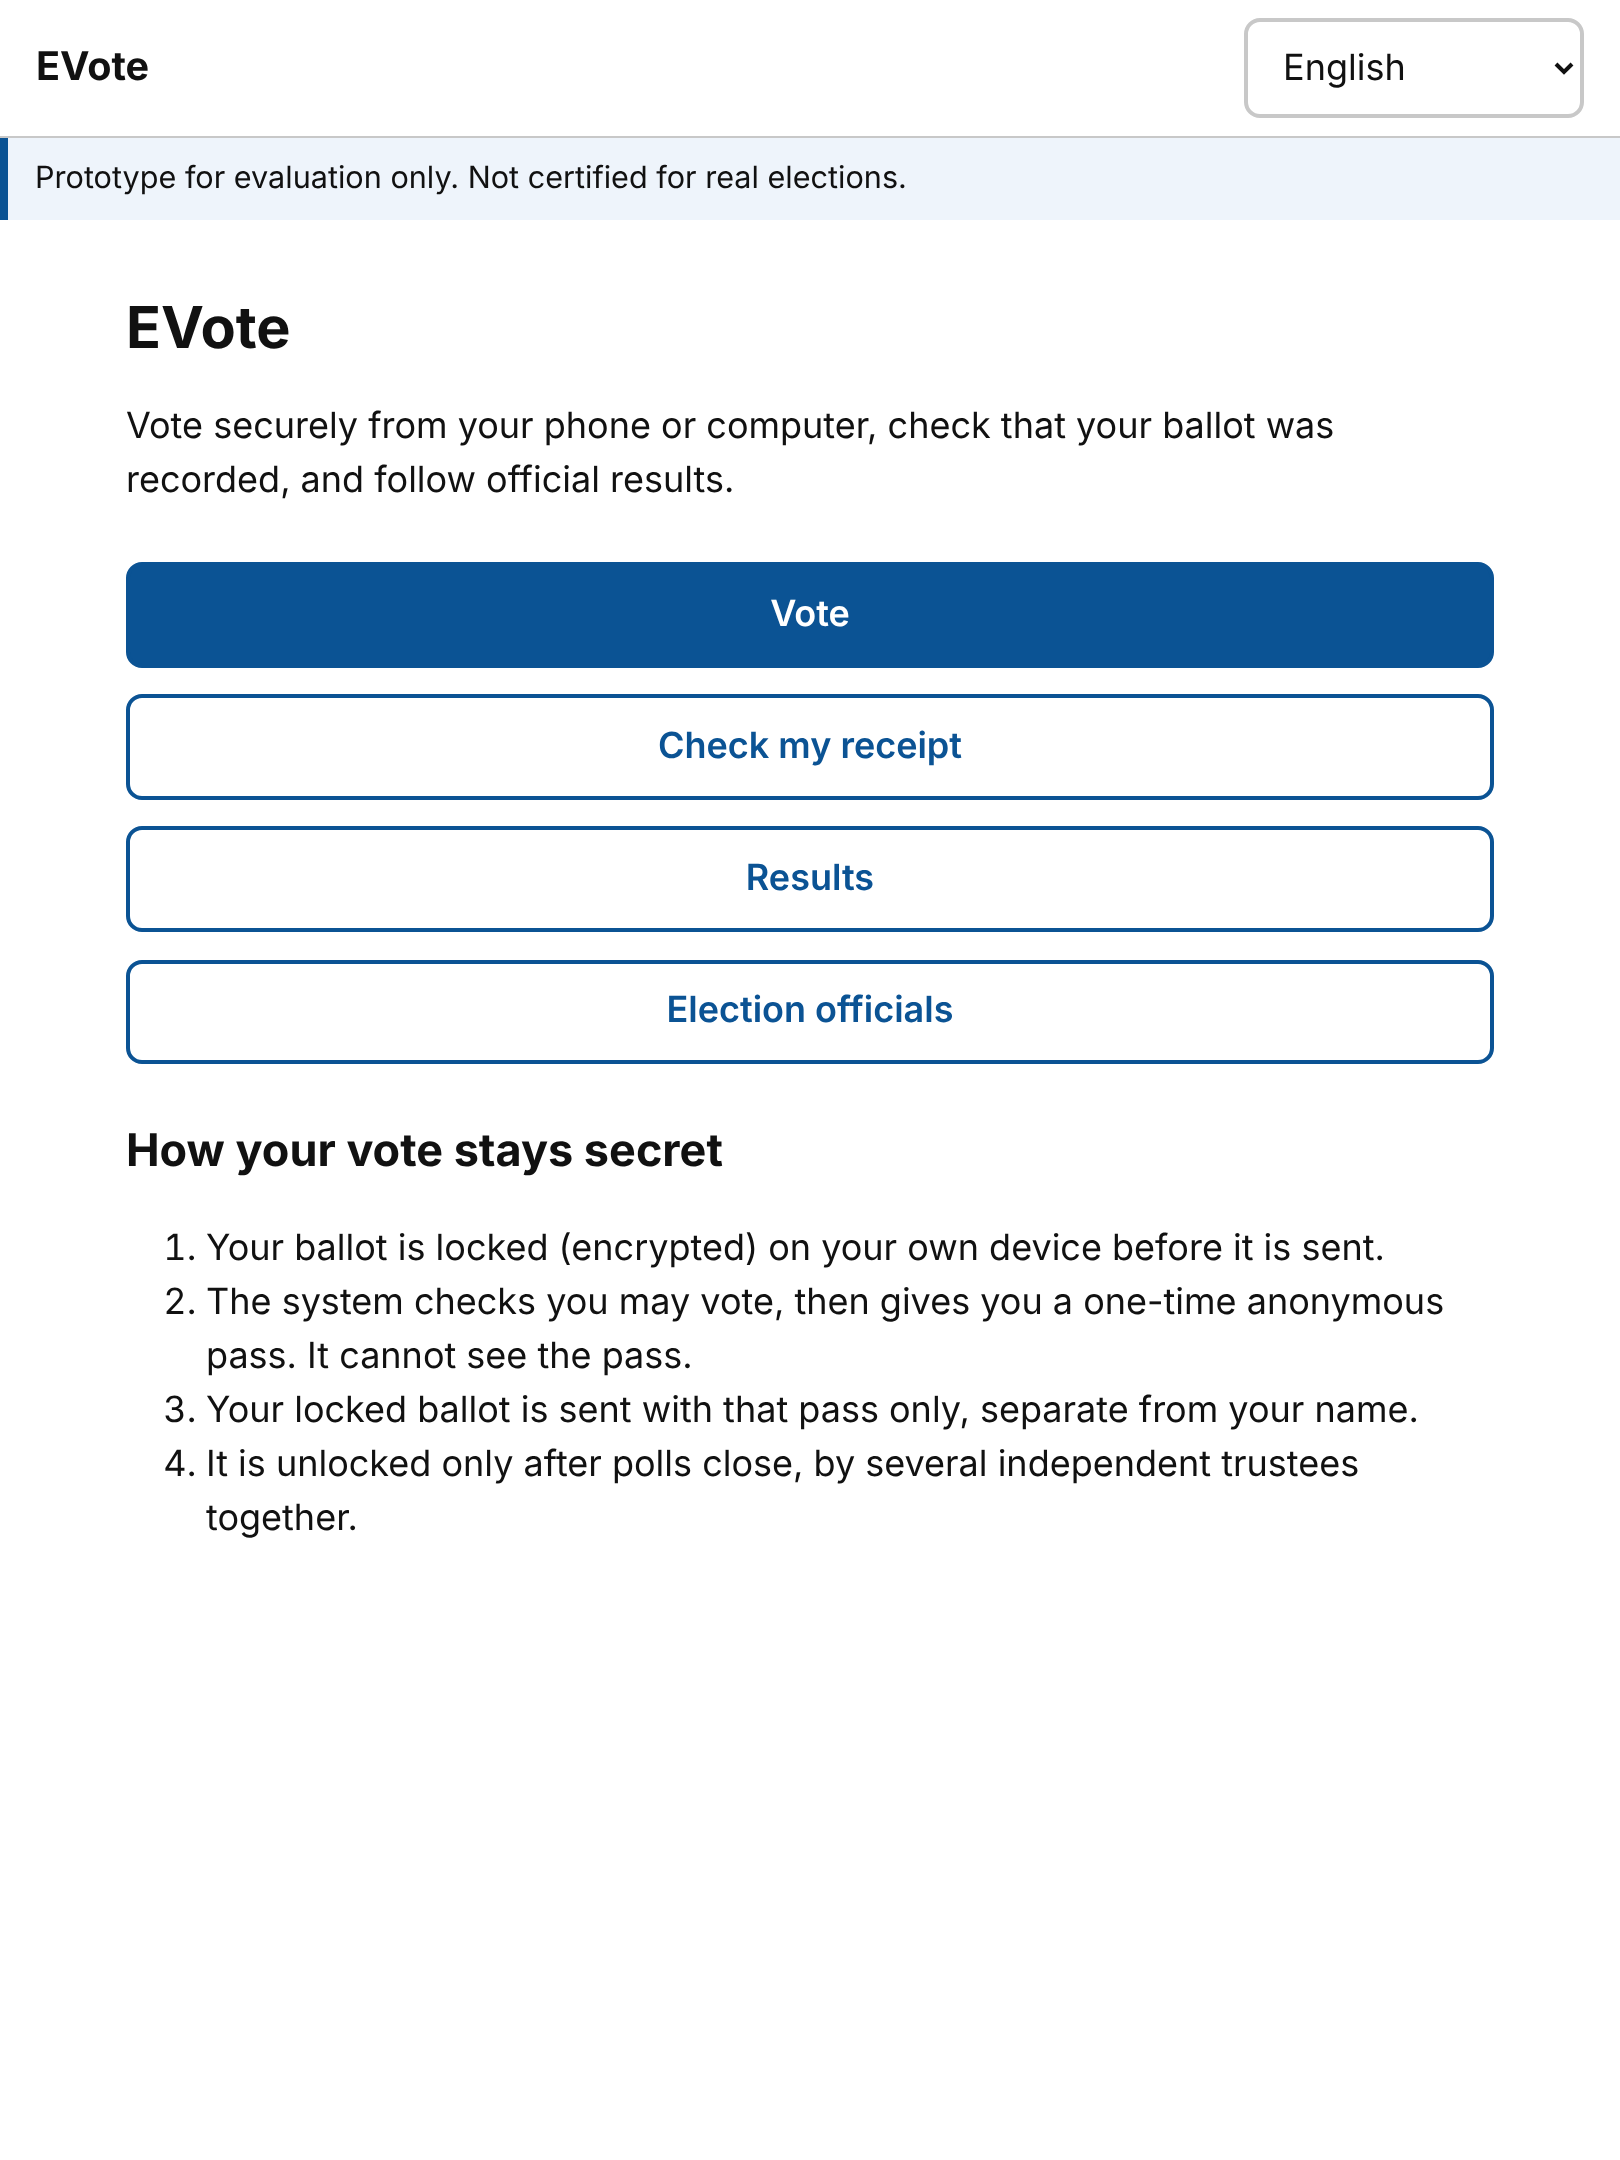 EVote
English
Prototype for evaluation only. Not certified for real elections.
EVote
Vote securely from your phone or computer, check that your ballot was
recorded, and follow official results.
Vote
Check my receipt
Results
Election officials
How your vote stays secret
1. Your ballot is locked (encrypted) on your own device before it is sent.
2. The system checks you may vote, then gives you a one-time anonymous
pass. It cannot see the pass.
3. Your locked ballot is sent with that pass only, separate from your name.
4. It is unlocked only after polls close, by several independent trustees
together.